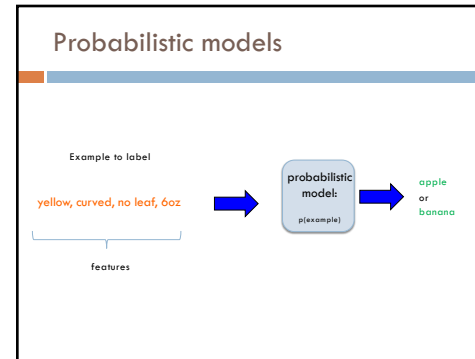 Probabilistic models
Example to label
yellow, curved, no leaf, 6oz
features
probabilistic
model:
p(example)
apple
or
banana